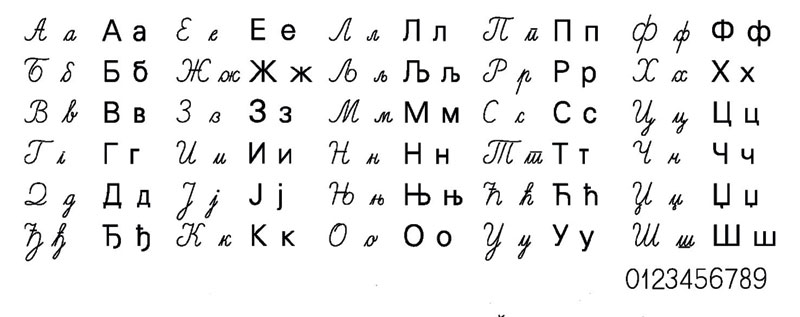 А а А а Е е Е е Л л Л л П п П п Ф ф Ф ф
Б б Б б Ж ж Ж ж Љ љ Љ љ Р р Р р Х х Х х
В в В в З з З з М м М м С с С с Ц ц Ц ц
Г г Г г И и И и Н н Н н Т т Т т Ч ч Ч ч
Д д Д д Ј ј Ј ј Њ њ Њ њ Ћ ћ Ћ ћ Џ џ Џ џ
Ђ ђ Ђ ђ К к К к О о О о У у У у Ш ш Ш ш
0123456789